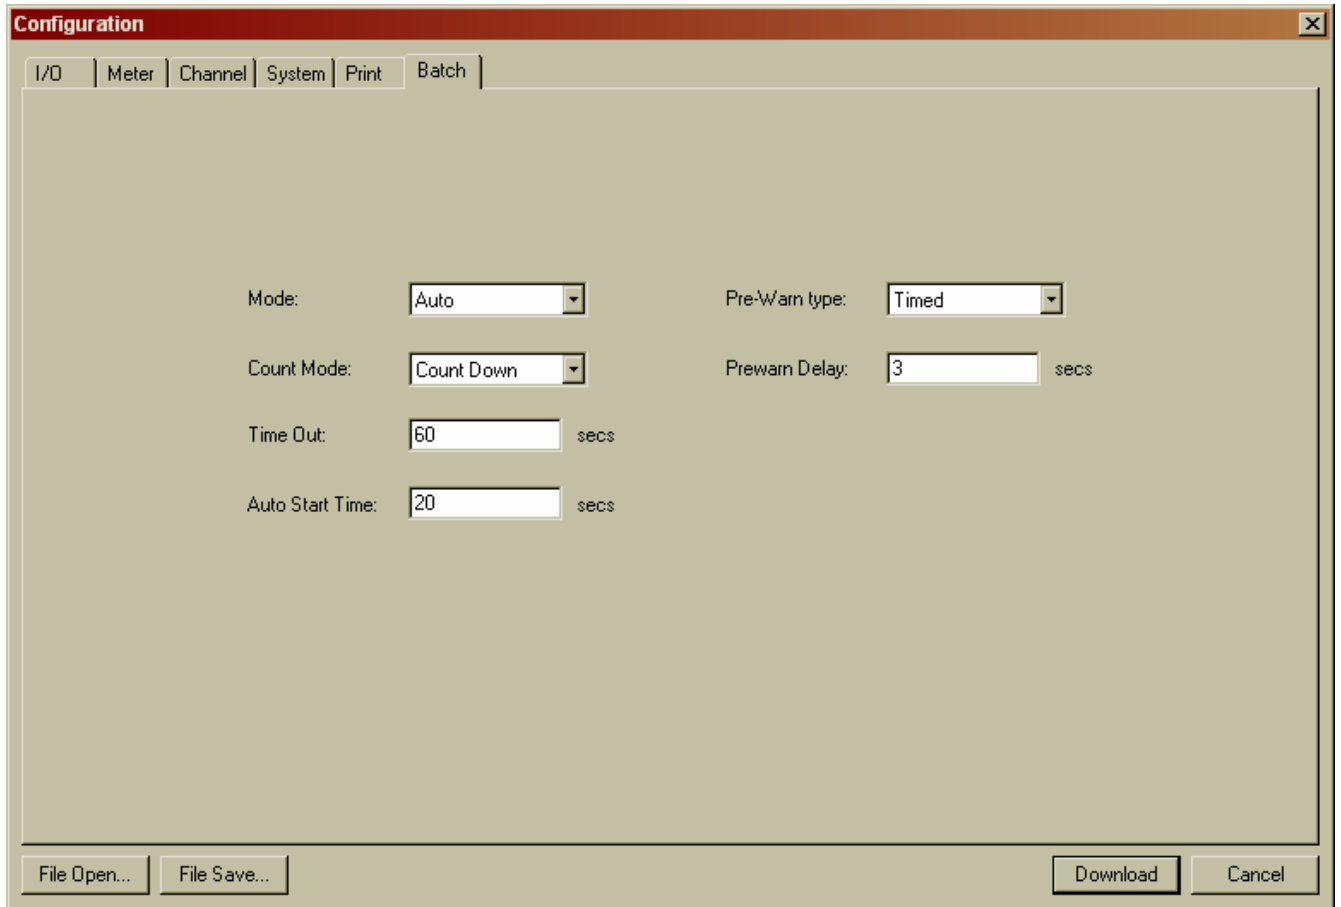 Configuration
I/O Meter Channel System Print Batch
Mode: Auto Pre-Warn type: Timed
Count Mode: Count Down Prewarn Delay: 3 secs
Time Out: 60 secs
Auto Start Time: 20 secs
File Open... File Save... Download Cancel